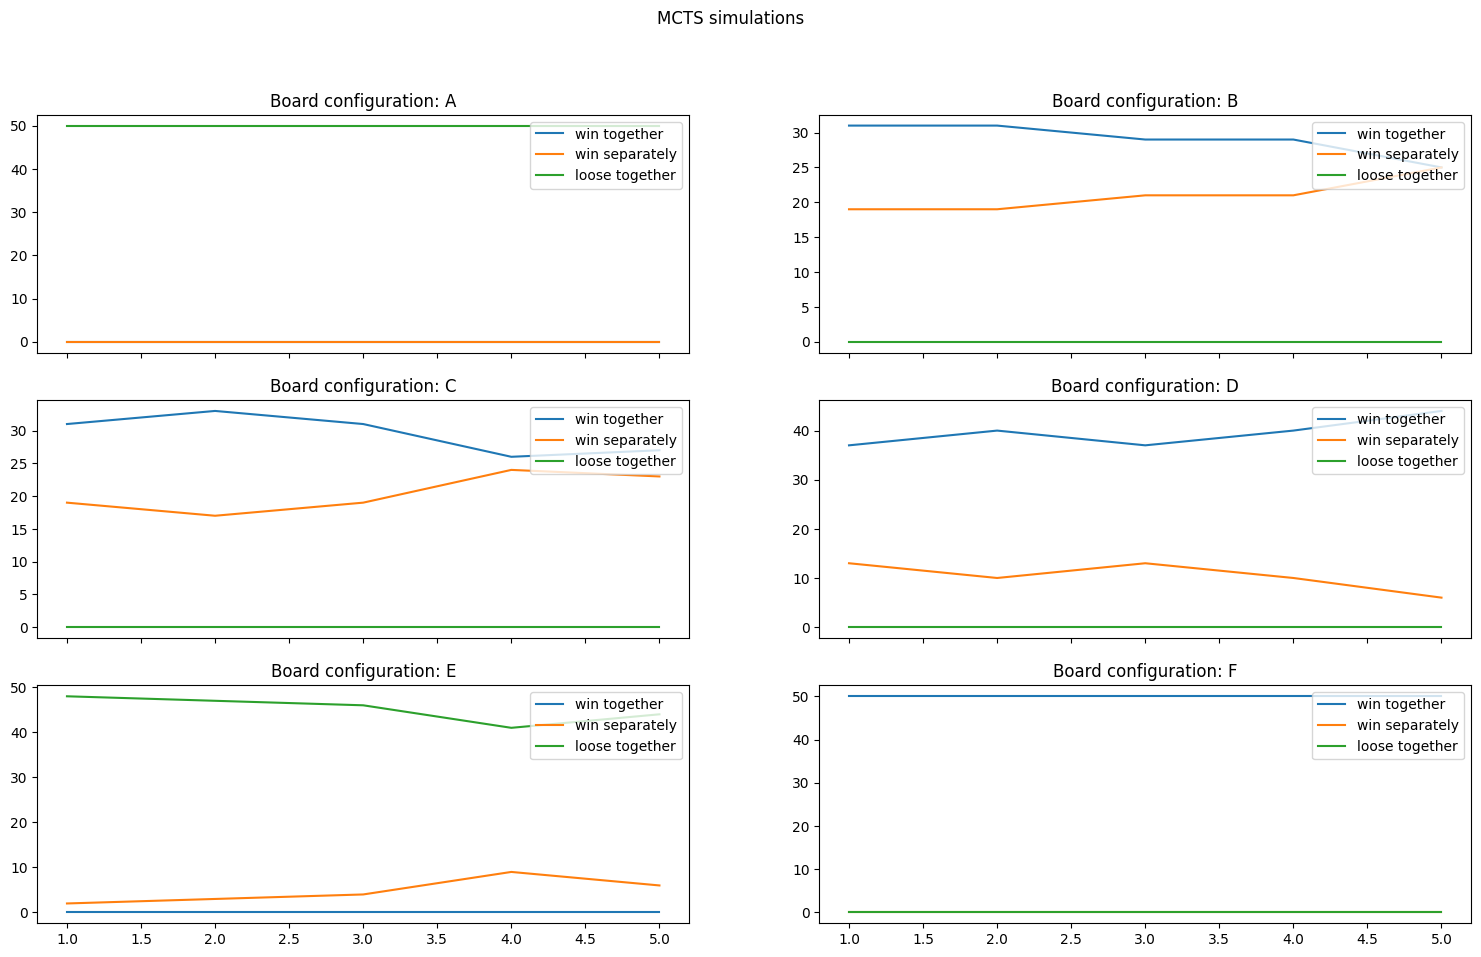 MCTS simulations
Board configuration: A
50
40
30
20
10
0
win together
win separately
loose together
Board configuration: B
30
25
20
15
10
5
0
win together
win separately
loose together
Board configuration: C
30
25
20
15
10
5
0
win together
win separately
loose together
Board configuration: D
40
30
20
10
0
win together
win separately
loose together
Board configuration: E
50
40
30
20
10
0
win together
win separately
loose together
1.0 1.5 2.0 2.5 3.0 3.5 4.0 4.5 5.0
Board configuration: F
50
40
30
20
10
0
win together
win separately
loose together
1.0 1.5 2.0 2.5 3.0 3.5 4.0 4.5 5.0